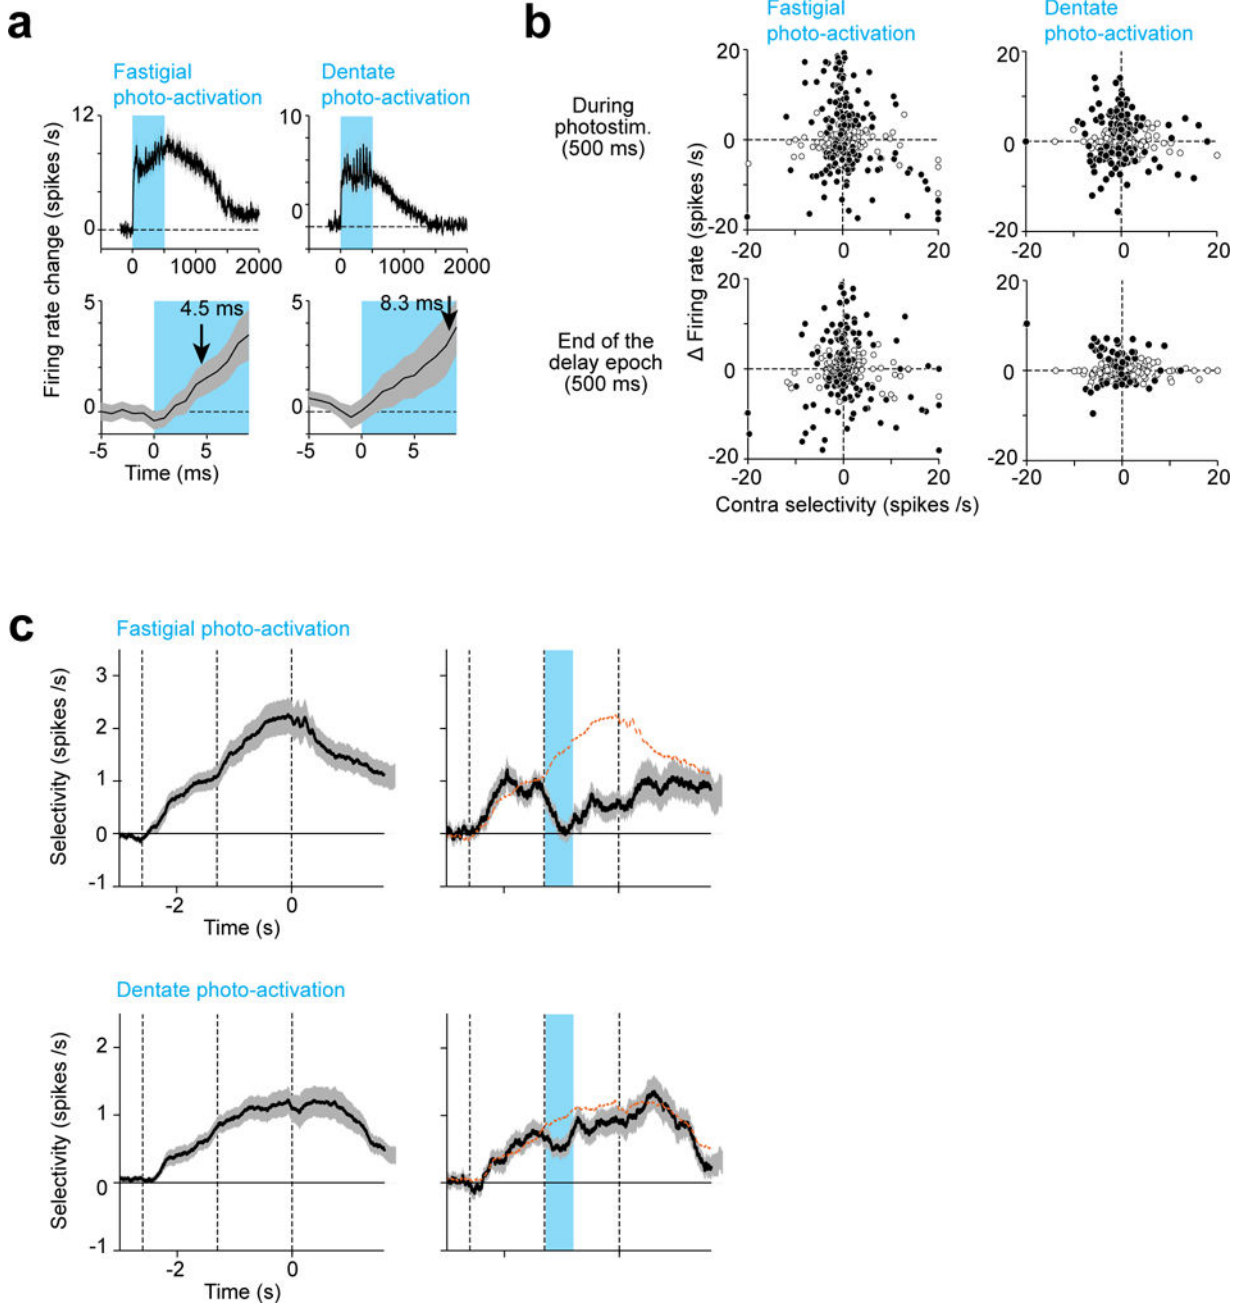 a
Fastigial
photo-activation
Dentate
photo-activation
Firing rate change (spikes /s)
12
0
0 1000 2000
10
0
0 1000 2000
5
0
-5 0 5
4.5 ms
5
0
-5 0 5
8.3 ms
Time (ms)
b
Fastigial
photo-activation
Dentate
photo-activation
During
photostim.
(500 ms)
End of the
delay epoch
(500 ms)
Δ Firing rate (spikes /s)
20
0
-20
-20 0 20
20
0
-20
-20 0 20
20
0
-20
-20 0 20
20
0
-20
-20 0 20
Contra selectivity (spikes /s)
c
Fastigial photo-activation
Selectivity (spikes /s)
3
2
1
0
-1
-2 0
Time (s)
Dentate photo-activation
Selectivity (spikes /s)
2
1
0
-1
-2 0
Time (s)